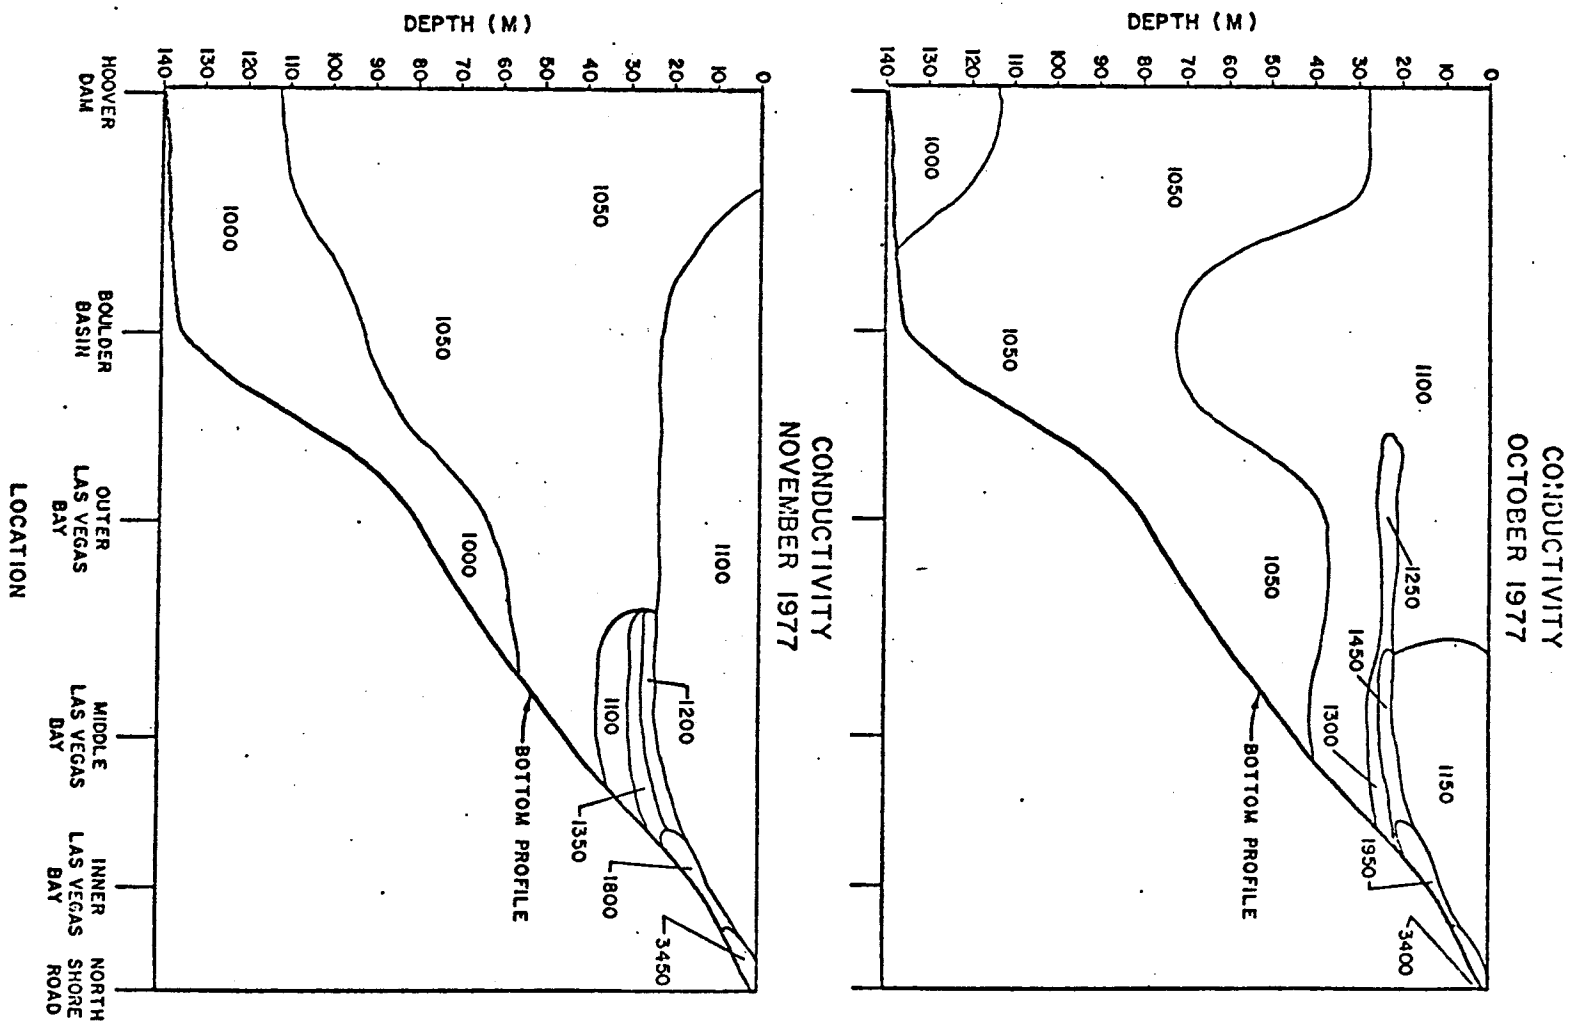 CONDUCTIVITY
OCTOBER 1977
DEPTH (M)
0
10
20
30
40
50
60
70
80
90
100
110
120
130
140
1100
1050
1050
1050
1000
1250
1450
1300
1150
1950
3400
BOTTOM PROFILE
CONDUCTIVITY
NOVEMBER 1977
DEPTH (M)
0
10
20
30
40
50
60
70
80
90
100
110
120
130
140
1100
1050
1050
1000
1000
1200
1100
1350
1800
3450
BOTTOM PROFILE
HOOVER
DAM
BOULDER
BASIN
OUTER
LAS VEGAS
BAY
MIDDLE
LAS VEGAS
BAY
INNER
LAS VEGAS
BAY
NORTH
SHORE
ROAD
LOCATION